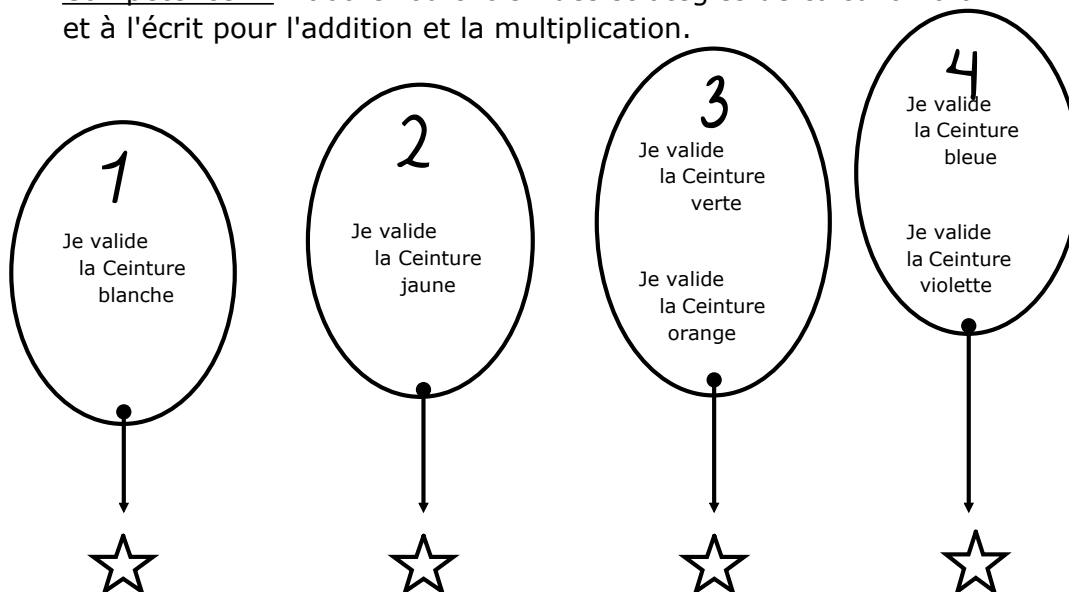 et à l'écrit pour l'addition et la multiplication.
1
Je valide
la Ceinture
blanche
2
Je valide
la Ceinture
jaune
3
Je valide
la Ceinture
verte
Je valide
la Ceinture
orange
4
Je valide
la Ceinture
bleue
Je valide
la Ceinture
violette